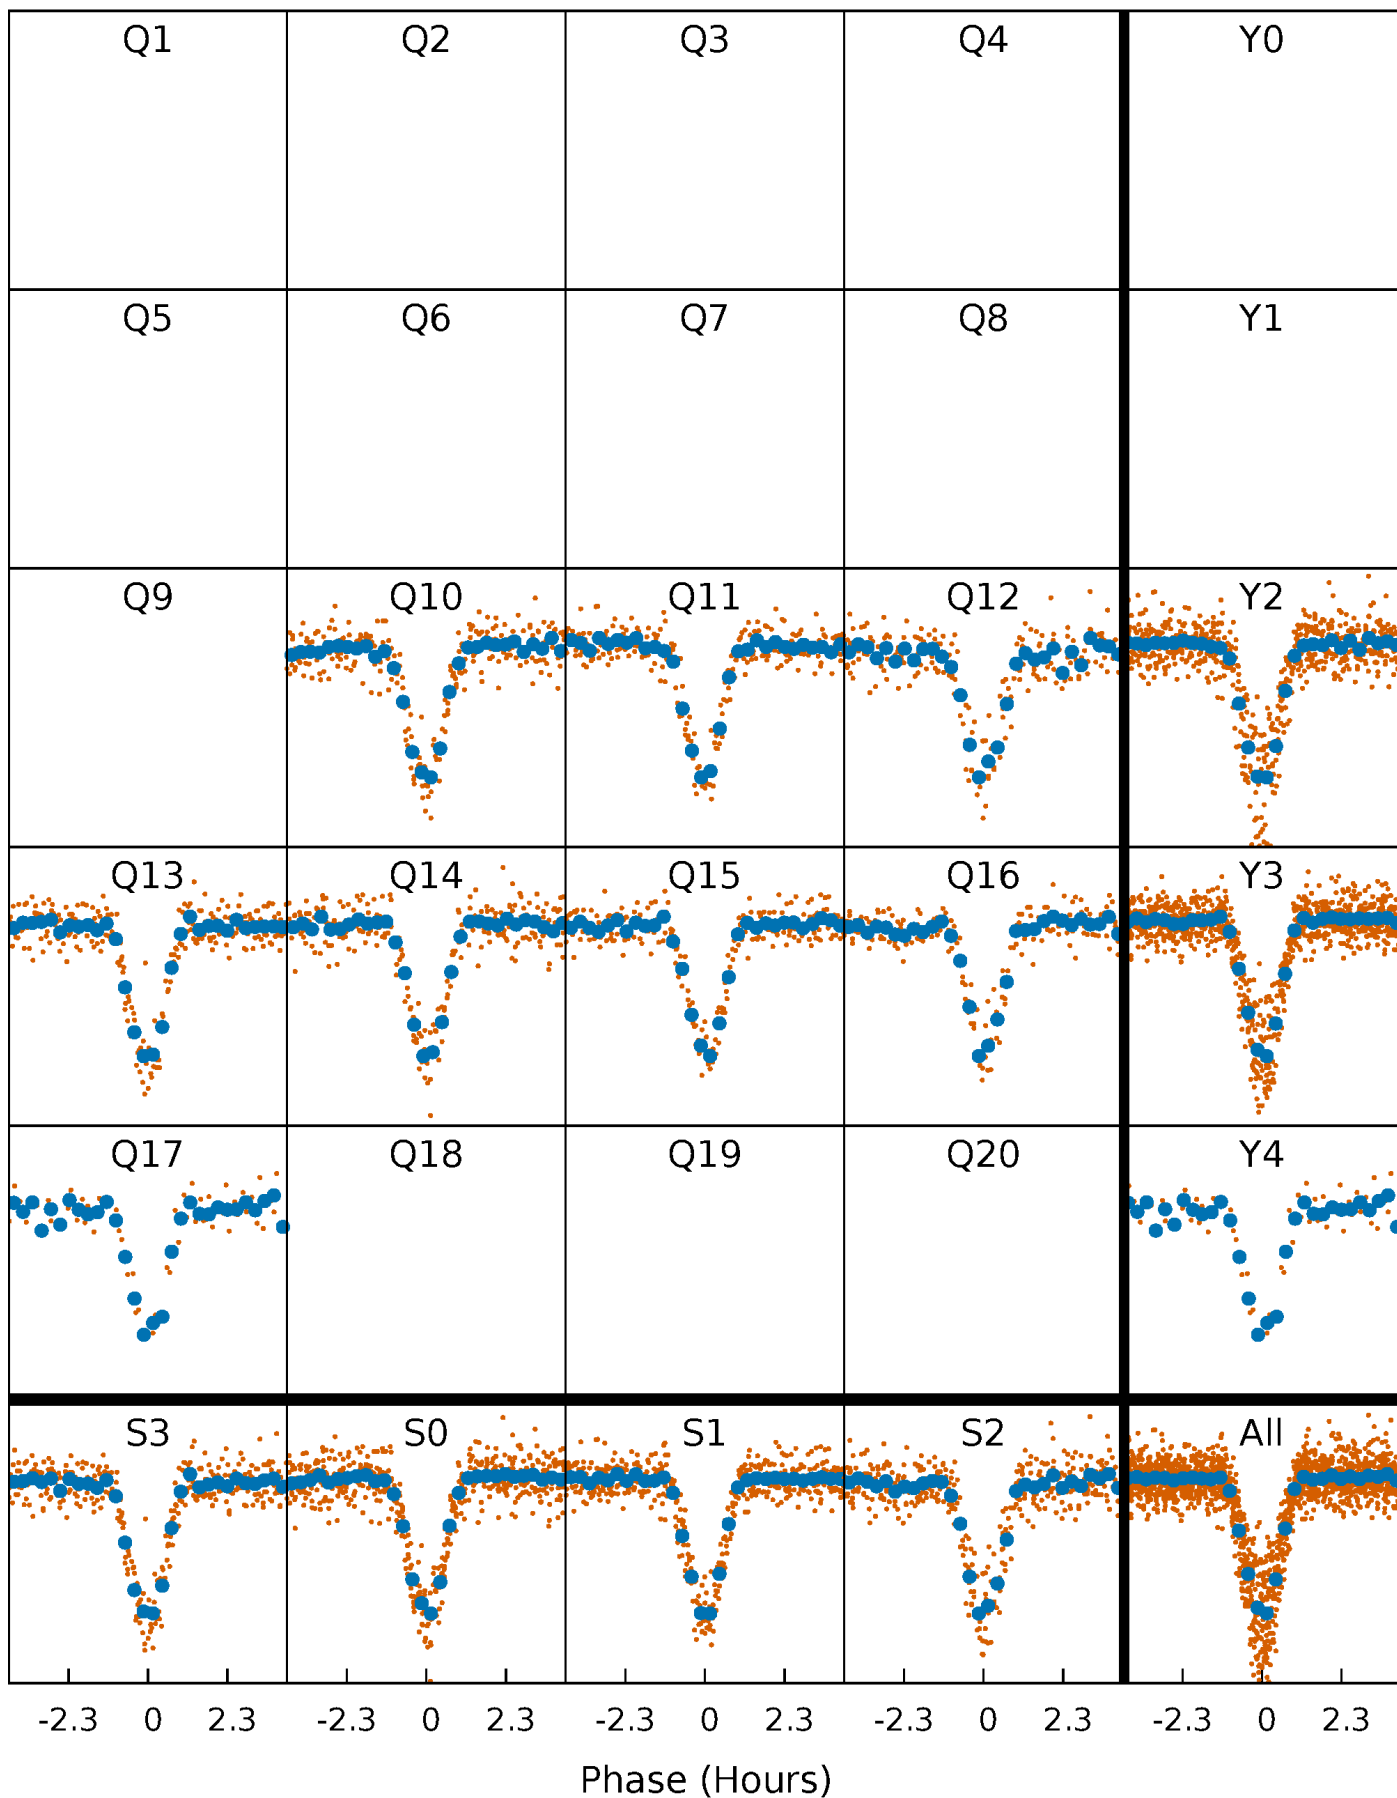 Q1 Q2 Q3 Q4 Y0
Q5 Q6 Q7 Q8 Y1
Q9 Q10 Q11 Q12 Y2
Q13 Q14 Q15 Q16 Y3
Q17 Q18 Q19 Q20 Y4
S3 S0 S1 S2 All
-2.3 0 2.3 -2.3 0 2.3 -2.3 0 2.3 -2.3 0 2.3 -2.3 0 2.3
Phase (Hours)